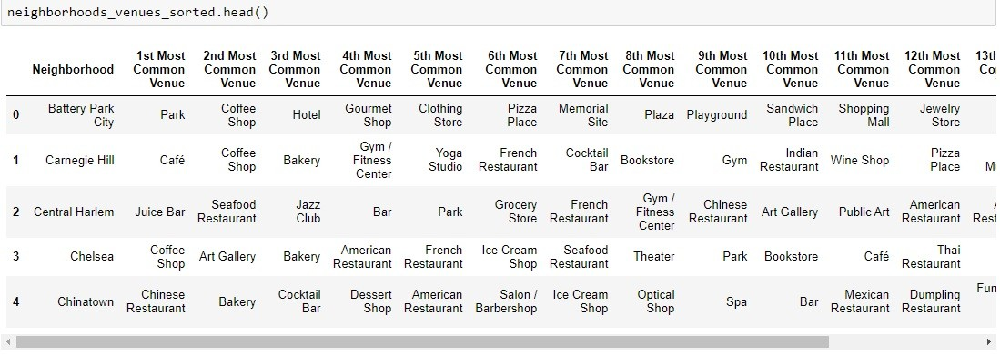 neighborhoods_venues_sorted.head()
Neighborhood 1st Most Common Venue 2nd Most Common Venue 3rd Most Common Venue 4th Most Common Venue 5th Most Common Venue 6th Most Common Venue 7th Most Common Venue 8th Most Common Venue 9th Most Common Venue 10th Most Common Venue 11th Most Common Venue 12th Most Common Venue 13th
0 Battery Park City Park Coffee Shop Hotel Gourmet Shop Clothing Store Pizza Place Memorial Site Plaza Playground Sandwich Place Shopping Mall Jewelry Store
1 Carnegie Hill Café Coffee Shop Bakery Gym / Fitness Center Yoga Studio French Restaurant Cocktail Bar Bookstore Gym Indian Restaurant Wine Shop Pizza Place
2 Central Harlem Juice Bar Seafood Restaurant Jazz Club Bar Park Grocery Store French Restaurant Gym / Fitness Center Chinese Restaurant Art Gallery Public Art American Restaurant
3 Chelsea Coffee Shop Art Gallery Bakery American Restaurant French Restaurant Ice Cream Shop Seafood Restaurant Theater Park Bookstore Café Thai Restaurant
4 Chinatown Chinese Restaurant Bakery Cocktail Bar Dessert Shop American Restaurant Salon / Barbershop Ice Cream Shop Optical Shop Spa Bar Mexican Restaurant Dumpling Restaurant